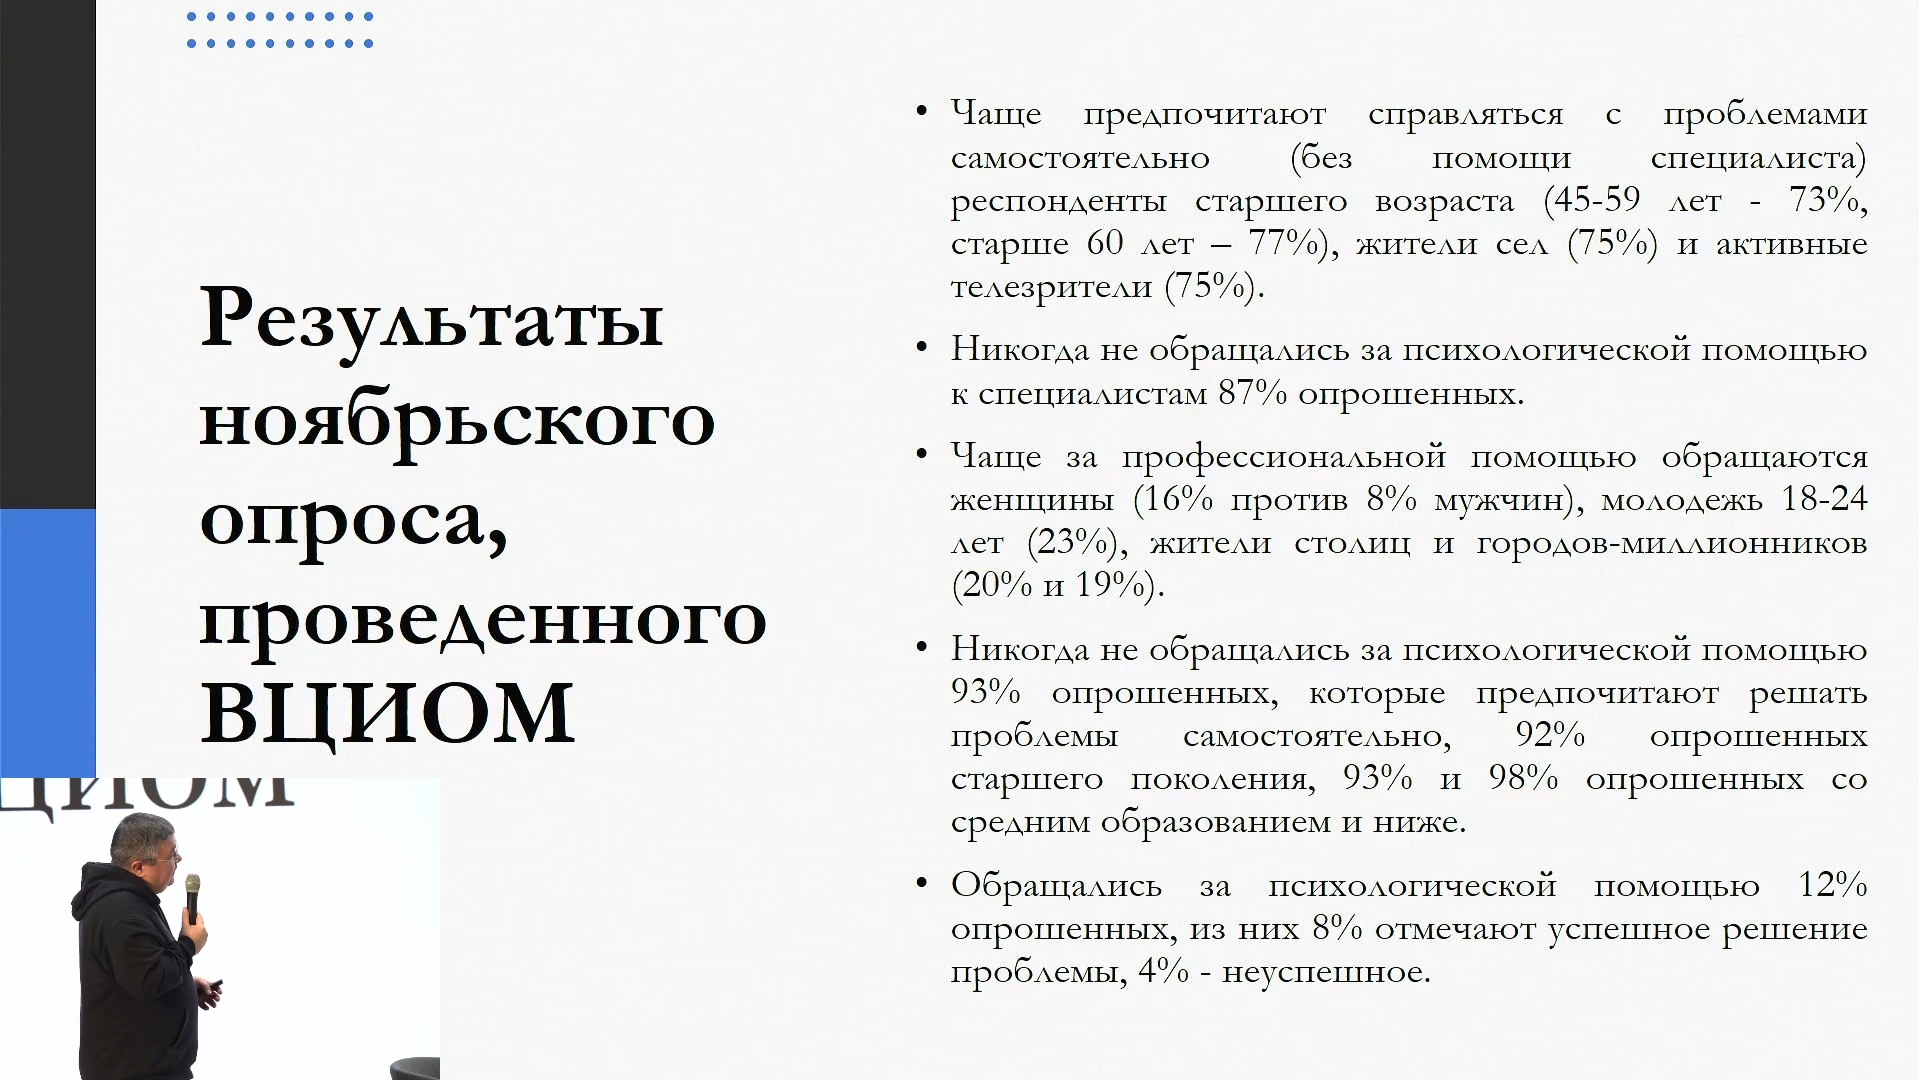 Результаты
ноябрьского
опроса,
проведенного
ВЦИОМ
• Чаще предпочитают справляться с проблемами
самостоятельно (без помощи специалиста)
респонденты старшего возраста (45-59 лет - 73%,
старше 60 лет – 77%), жители сел (75%) и активные
телезрители (75%).
• Никогда не обращались за психологической помощью
к специалистам 87% опрошенных.
• Чаще за профессиональной помощью обращаются
женщины (16% против 8% мужчин), молодежь 18-24
лет (23%), жители столиц и городов-миллионников
(20% и 19%).
• Никогда не обращались за психологической помощью
93% опрошенных, которые предпочитают решать
проблемы самостоятельно, 92% опрошенных
старшего поколения, 93% и 98% опрошенных со
средним образованием и ниже.
• Обращались за психологической помощью 12%
опрошенных, из них 8% отмечают успешное решение
проблемы, 4% - неуспешное.
ЦИОМ